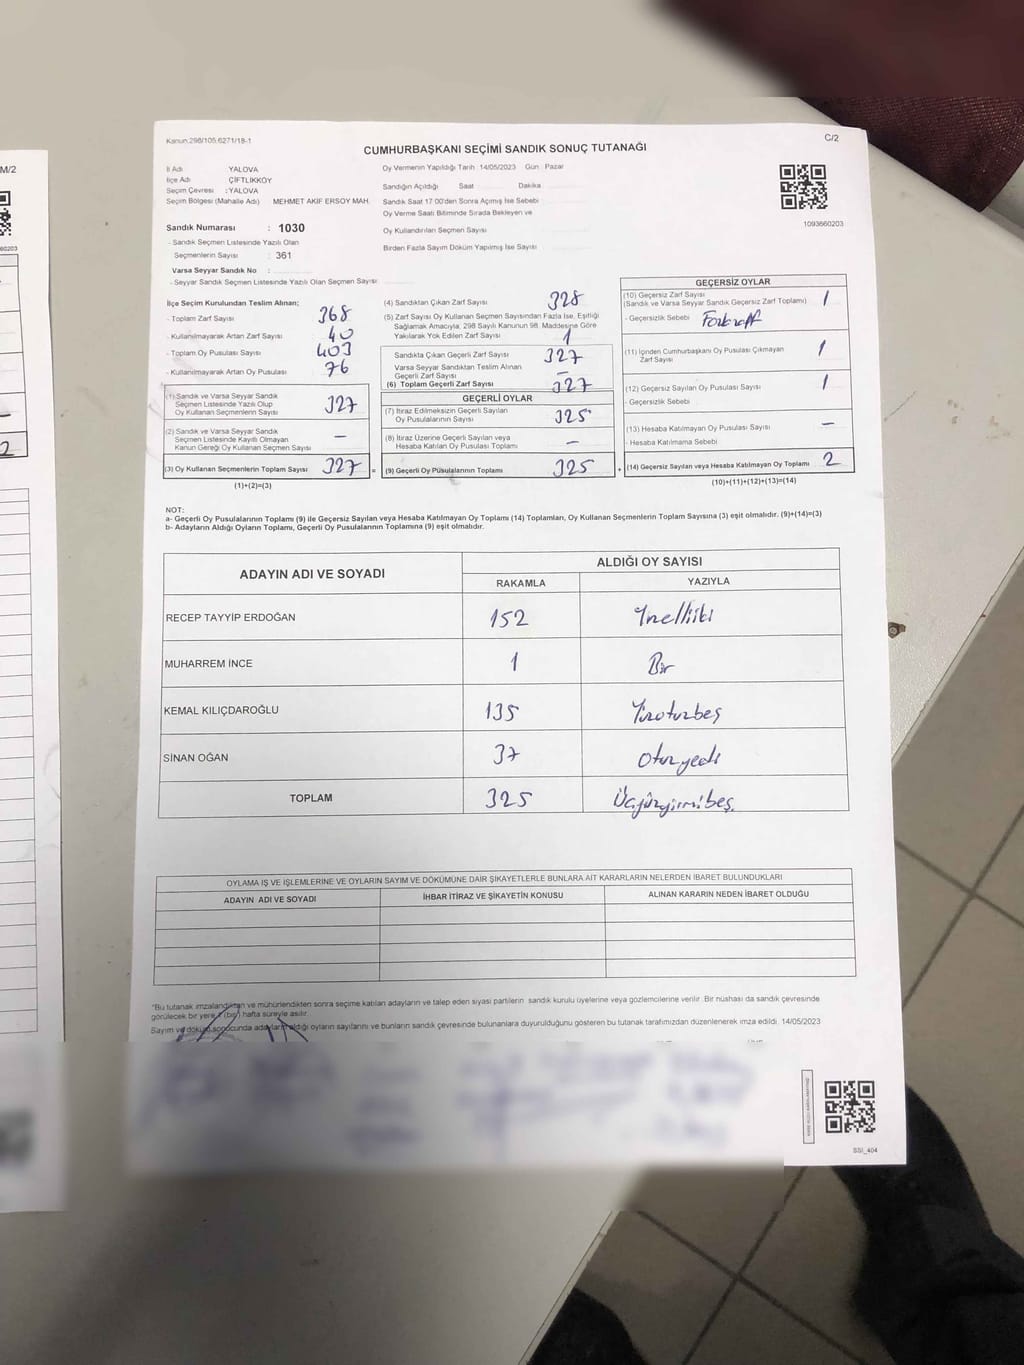 Kanun:298/105,6271/18-1
C/2
CUMHURBAŞKANI SEÇİMİ SANDIK SONUÇ TUTANAĞI
M/2
İl Adı YALOVA
İlçe Adı ÇİFTLİKKÖY
Seçim Çevresi :YALOVA
Seçim Bölgesi (Mahalle Adı) MEHMET AKİF ERSOY MAH.
Sandık Numarası : 1030
- Sandık Seçmen Listesinde Yazılı Olan
Seçmenlerin Sayısı : 361
Varsa Seyyar Sandık No :
- Seyyar Sandık Seçmen Listesinde Yazılı Olan Seçmen Sayısı
Oy Vermenin Yapıldığı Tarih : 14/05/2023 Gün : Pazar
Sandığın Açıldığı Saat Dakika
Sandık Saat 17:00'den Sonra Açımış İse Sebebi
Oy Verme Saati Bitiminde Sırada Bekleyen ve
Oy Kullandırılan Seçmen Sayısı
Birden Fazla Sayım Döküm Yapılmış İse Sayısı
1093660203
60203
İlçe Seçim Kurulundan Teslim Alınan;
- Toplam Zarf Sayısı 368
- Kullanılmayarak Artan Zarf Sayısı 40
- Toplam Oy Pusulası Sayısı 403
- Kullanılmayarak Artan Oy Pusulası 76
(1) Sandık ve Varsa Seyyar Sandık
Seçmen Listesinde Yazılı Olup
Oy Kullanan Seçmenlerin Sayısı 327
(2) Sandık ve Varsa Seyyar Sandık
Seçmen Listesinde Kayıtlı Olmayan
Kanun Gereği Oy Kullanan Seçmen Sayısı –
(3) Oy Kullanan Seçmenlerin Toplam Sayısı 327 =
(1)+(2)=(3)
(4) Sandıktan Çıkan Zarf Sayısı 328
(5) Zarf Sayısı Oy Kullanan Seçmen Sayısından Fazla İse, Eşitliği
Sağlamak Amacıyla; 298 Sayılı Kanunun 98. Maddesine Göre
Yakılarak Yok Edilen Zarf Sayısı 1
Sandıkta Çıkan Geçerli Zarf Sayısı 327
Varsa Seyyar Sandıktan Teslim Alınan
Geçerli Zarf Sayısı –
(6) Toplam Geçerli Zarf Sayısı 327
GEÇERLİ OYLAR
(7) İtiraz Edilmeksizin Geçerli Sayılan
Oy Pusulalarının Sayısı 325
(8) İtiraz Üzerine Geçerli Sayılan veya
Hesaba Katılan Oy Pusulası Toplamı –
(9) Geçerli Oy Pusulalarının Toplamı 325 +
GEÇERSİZ OYLAR
(10) Geçersiz Zarf Sayısı
(Sandık ve Varsa Seyyar Sandık Geçersiz Zarf Toplamı) 1
- Geçersizlik Sebebi
(11) İçinden Cumhurbaşkanı Oy Pusulası Çıkmayan
Zarf Sayısı 1
(12) Geçersiz Sayılan Oy Pusulası Sayısı 1
- Geçersizlik Sebebi
(13) Hesaba Katılmayan Oy Pusulası Sayısı –
- Hesaba Katılmama Sebebi
(14) Geçersiz Sayılan veya Hesaba Katılmayan Oy Toplamı 2
(10)+(11)+(12)+(13)=(14)
NOT:
a- Geçerli Oy Pusulalarının Toplamı (9) ile Geçersiz Sayılan veya Hesaba Katılmayan Oy Toplamı (14) Toplamları, Oy Kullanan Seçmenlerin Toplam Sayısına (3) eşit olmalıdır. (9)+(14)=(3)
b- Adayların Aldığı Oyların Toplamı, Geçerli Oy Pusulalarının Toplamına (9) eşit olmalıdır.
ADAYIN ADI VE SOYADI
ALDIĞI OY SAYISI
RAKAMLA YAZIYLA
RECEP TAYYİP ERDOĞAN 152 Yüzelliiki
MUHARREM İNCE 1 Bir
KEMAL KILIÇDAROĞLU 135 Yüzotuzbeş
SİNAN OĞAN 37 Otuzyedi
TOPLAM 325 Üçyüzyirmibeş.
OYLAMA İŞ VE İŞLEMLERİNE VE OYLARIN SAYIM VE DÖKÜMÜNE DAİR ŞİKAYETLERLE BUNLARA AİT KARARLARIN NELERDEN İBARET BULUNDUKLARI
ADAYIN ADI VE SOYADI İHBAR İTİRAZ VE ŞİKAYETİN KONUSU ALINAN KARARIN NEDEN İBARET OLDUĞU
"Bu tutanak imzalandıktan ve mühürlendikten sonra seçime katılan adayların ve talep eden siyasi partilerin sandık kurulu üyelerine veya gözlemcilerine verilir. Bir nüshası da sandık çevresinde
görülecek bir yere 1 (bir) hafta süreyle asılır.
Sayım ve döküm sonucunda adayların aldığı oyların sayılarını ve bunların sandık çevresinde bulunanlara duyurulduğunu gösteren bu tutanak tarafımızdan düzenlenerek imza edildi. 14/05/2023
SSI_404